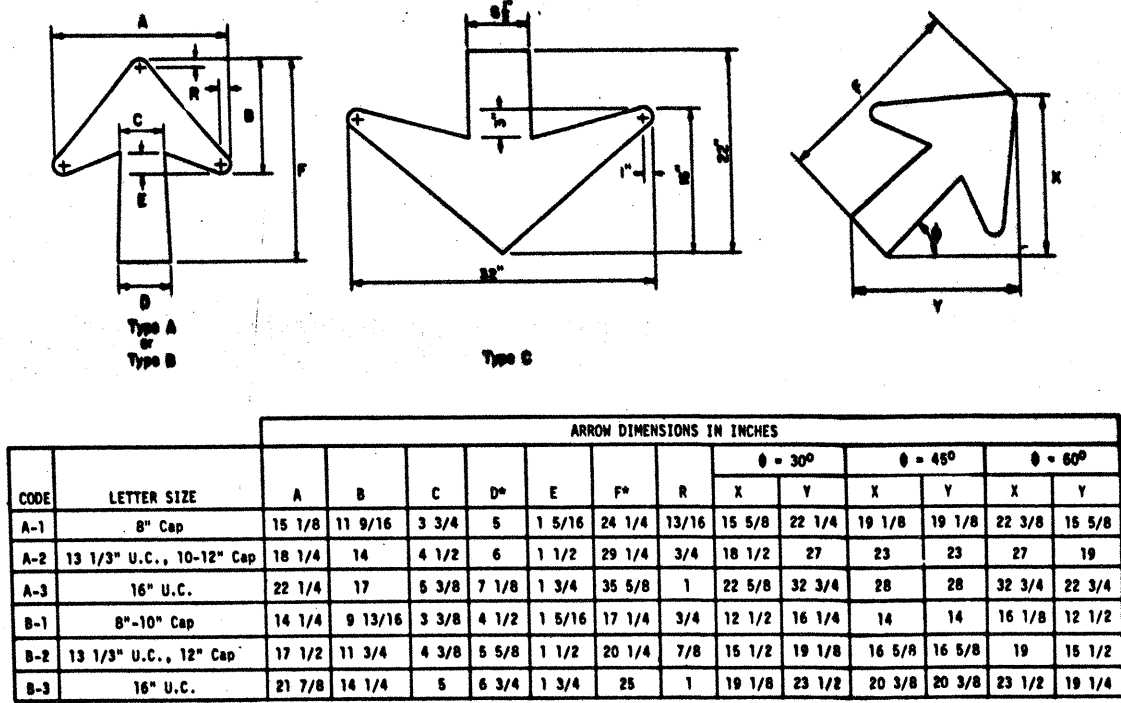 A
R
B
C
F
E
D
Type A
or
Type B
3"
22"
1"
32"
Type C
F
X
ϕ
Y
ARROW DIMENSIONS IN INCHES
ϕ = 30° ϕ = 45° ϕ = 60°
CODE LETTER SIZE A B C D* E F* R X Y X Y X Y
A-1 8" Cap 15 1/8 11 9/16 3 3/4 5 1 5/16 24 1/4 13/16 15 5/8 22 1/4 19 1/8 19 1/8 22 3/8 15 5/8
A-2 13 1/3" U.C., 10-12" Cap 18 1/4 14 4 1/2 6 1 1/2 29 1/4 3/4 18 1/2 27 23 23 27 19
A-3 16" U.C. 22 1/4 17 5 3/8 7 1/8 1 3/4 35 5/8 1 22 5/8 32 3/4 28 28 32 3/4 22 3/4
B-1 8"-10" Cap 14 1/4 9 13/16 3 3/8 4 1/2 1 5/16 17 1/4 3/4 12 1/2 16 1/4 14 14 16 1/8 12 1/2
B-2 13 1/3" U.C., 12" Cap 17 1/2 11 3/4 4 3/8 5 5/8 1 1/2 20 1/4 7/8 15 1/2 19 1/8 16 5/8 16 5/8 19 15 1/2
B-3 16" U.C. 21 7/8 14 1/4 5 6 3/4 1 3/4 25 1 19 1/8 23 1/2 20 3/8 20 3/8 23 1/2 19 1/4